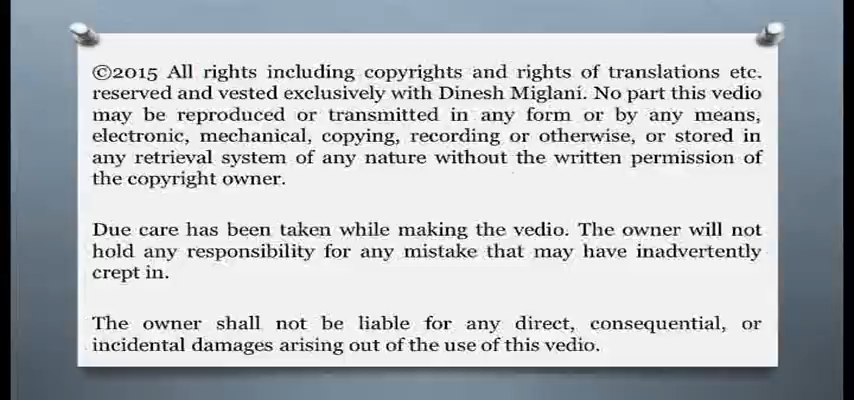 ©2015 All rights including copyrights and rights of translations etc.
reserved and vested exclusively with Dinesh Miglani. No part this vedio
may be reproduced or transmitted in any form or by any means,
electronic, mechanical, copying, recording or otherwise, or stored in
any retrieval system of any nature without the written permission of
the copyright owner.
Due care has been taken while making the vedio. The owner will not
hold any responsibility for any mistake that may have inadvertently
crept in.
The owner shall not be liable for any direct, consequential, or
incidental damages arising out of the use of this vedio.